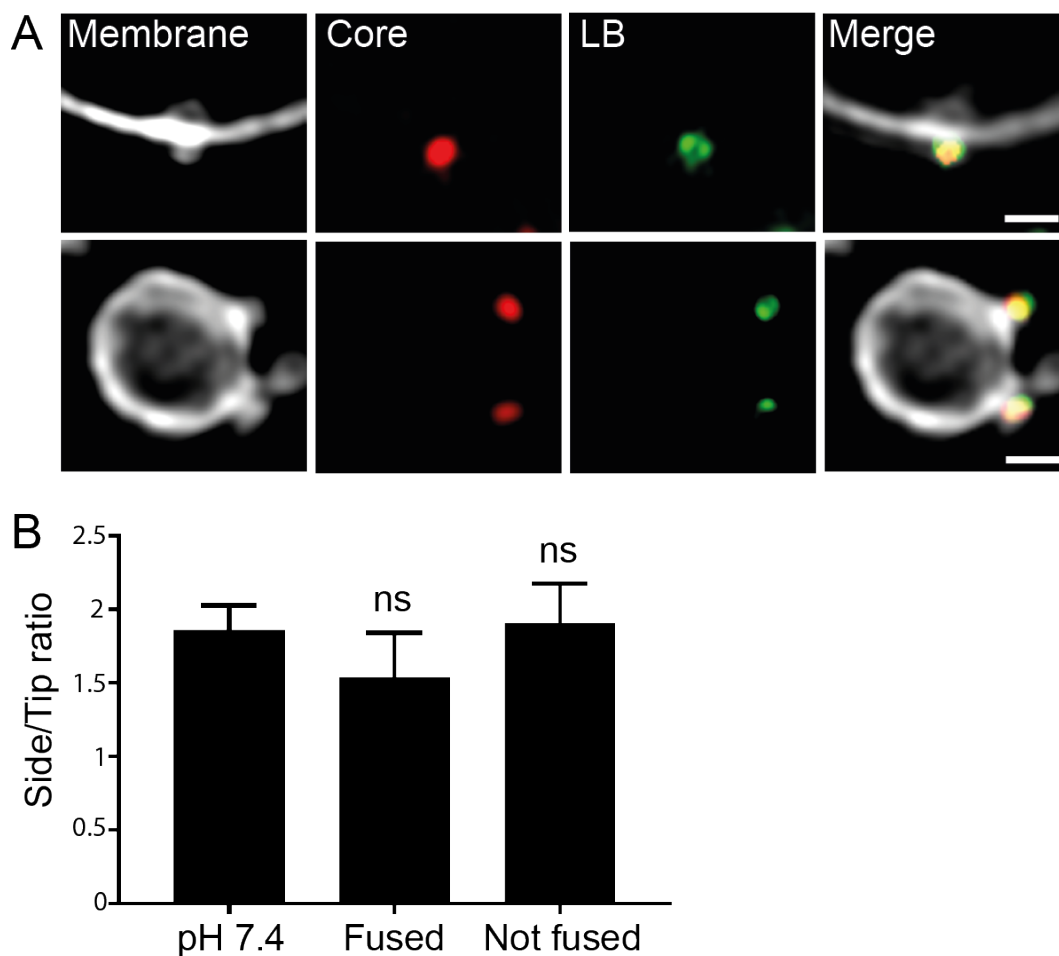 A
Membrane Core LB Merge
B
Side/Tip ratio
2.5
2
1.5
1
0.5
0
ns
ns
pH 7.4 Fused Not fused